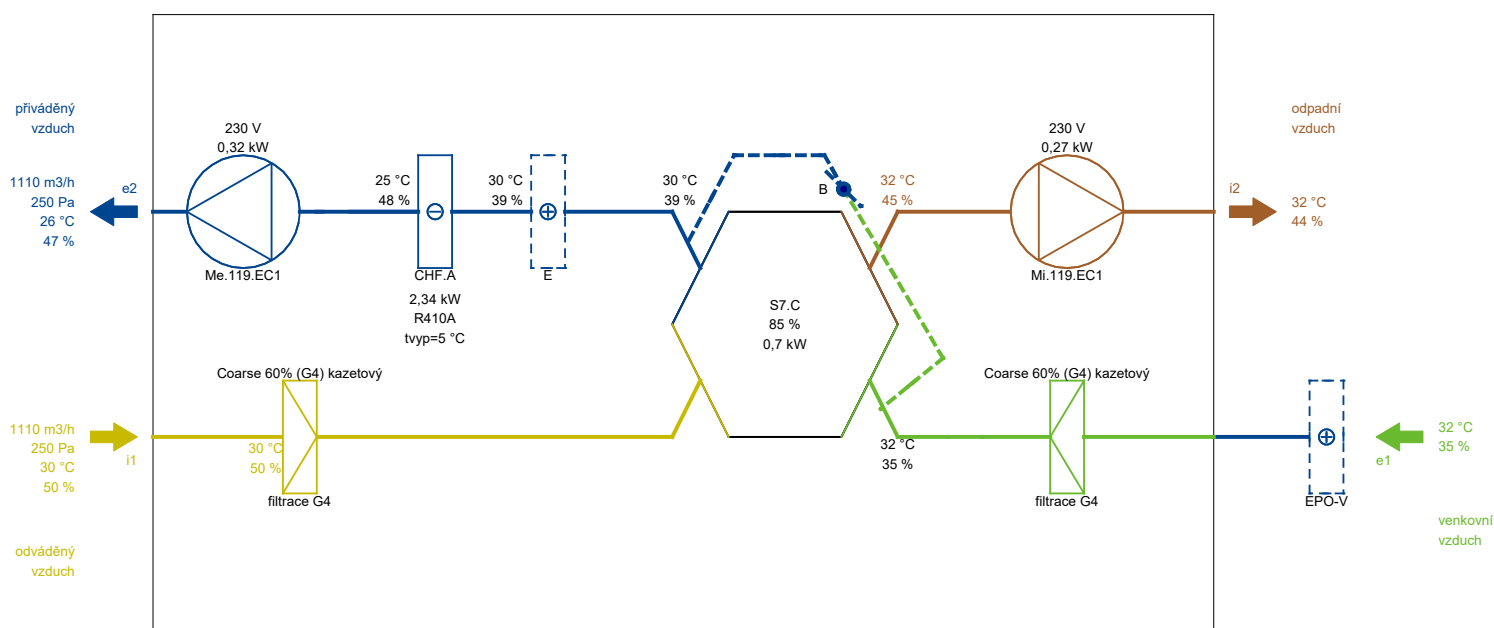 přiváděný
vzduch
1110 m3/h
250 Pa
26 °C
47 %
e2
230 V
0,32 kW
Me.119.EC1
25 °C
48 %
CHF.A
2,34 kW
R410A
tvyp=5 °C
30 °C
39 %
E
30 °C
39 %
B
32 °C
45 %
230 V
0,27 kW
Mi.119.EC1
i2
odpadní
vzduch
32 °C
44 %
S7.C
85 %
0,7 kW
1110 m3/h
250 Pa
30 °C
50 %
i1
odváděný
vzduch
Coarse 60% (G4) kazetový
30 °C
50 %
filtrace G4
32 °C
35 %
Coarse 60% (G4) kazetový
filtrace G4
EPO-V
e1
32 °C
35 %
venkovní
vzduch